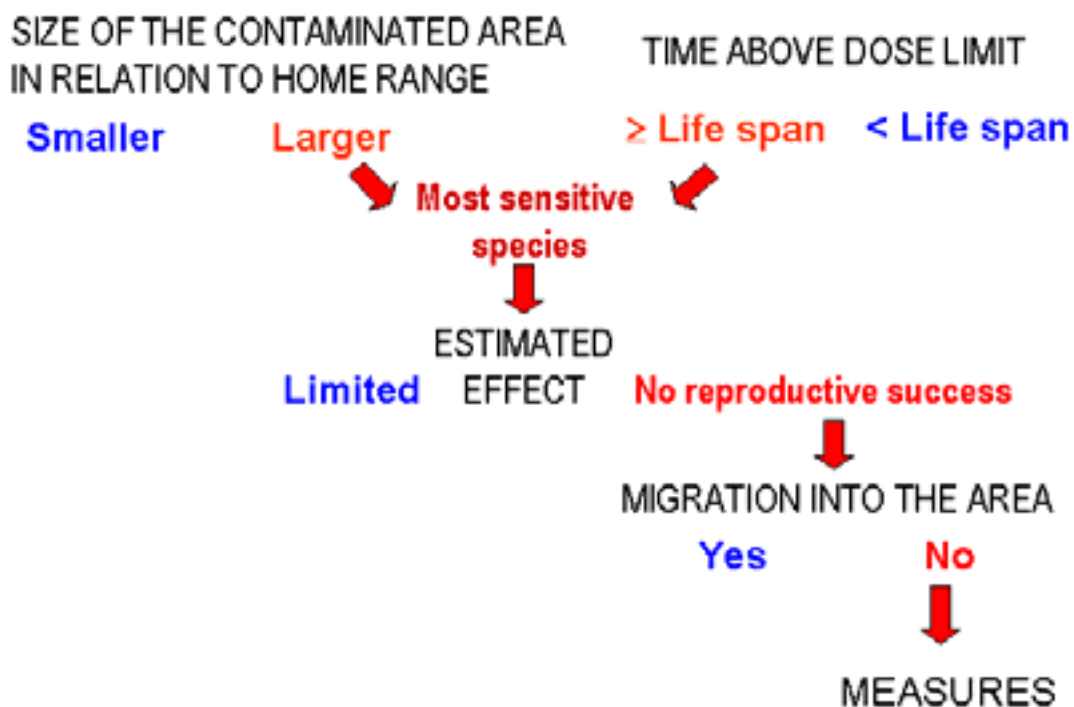 SIZE OF THE CONTAMINATED AREA
IN RELATION TO HOME RANGE
TIME ABOVE DOSE LIMIT
Smaller Larger ≥ Life span < Life span
Most sensitive
species
ESTIMATED
Limited EFFECT No reproductive success
MIGRATION INTO THE AREA
Yes No
MEASURES